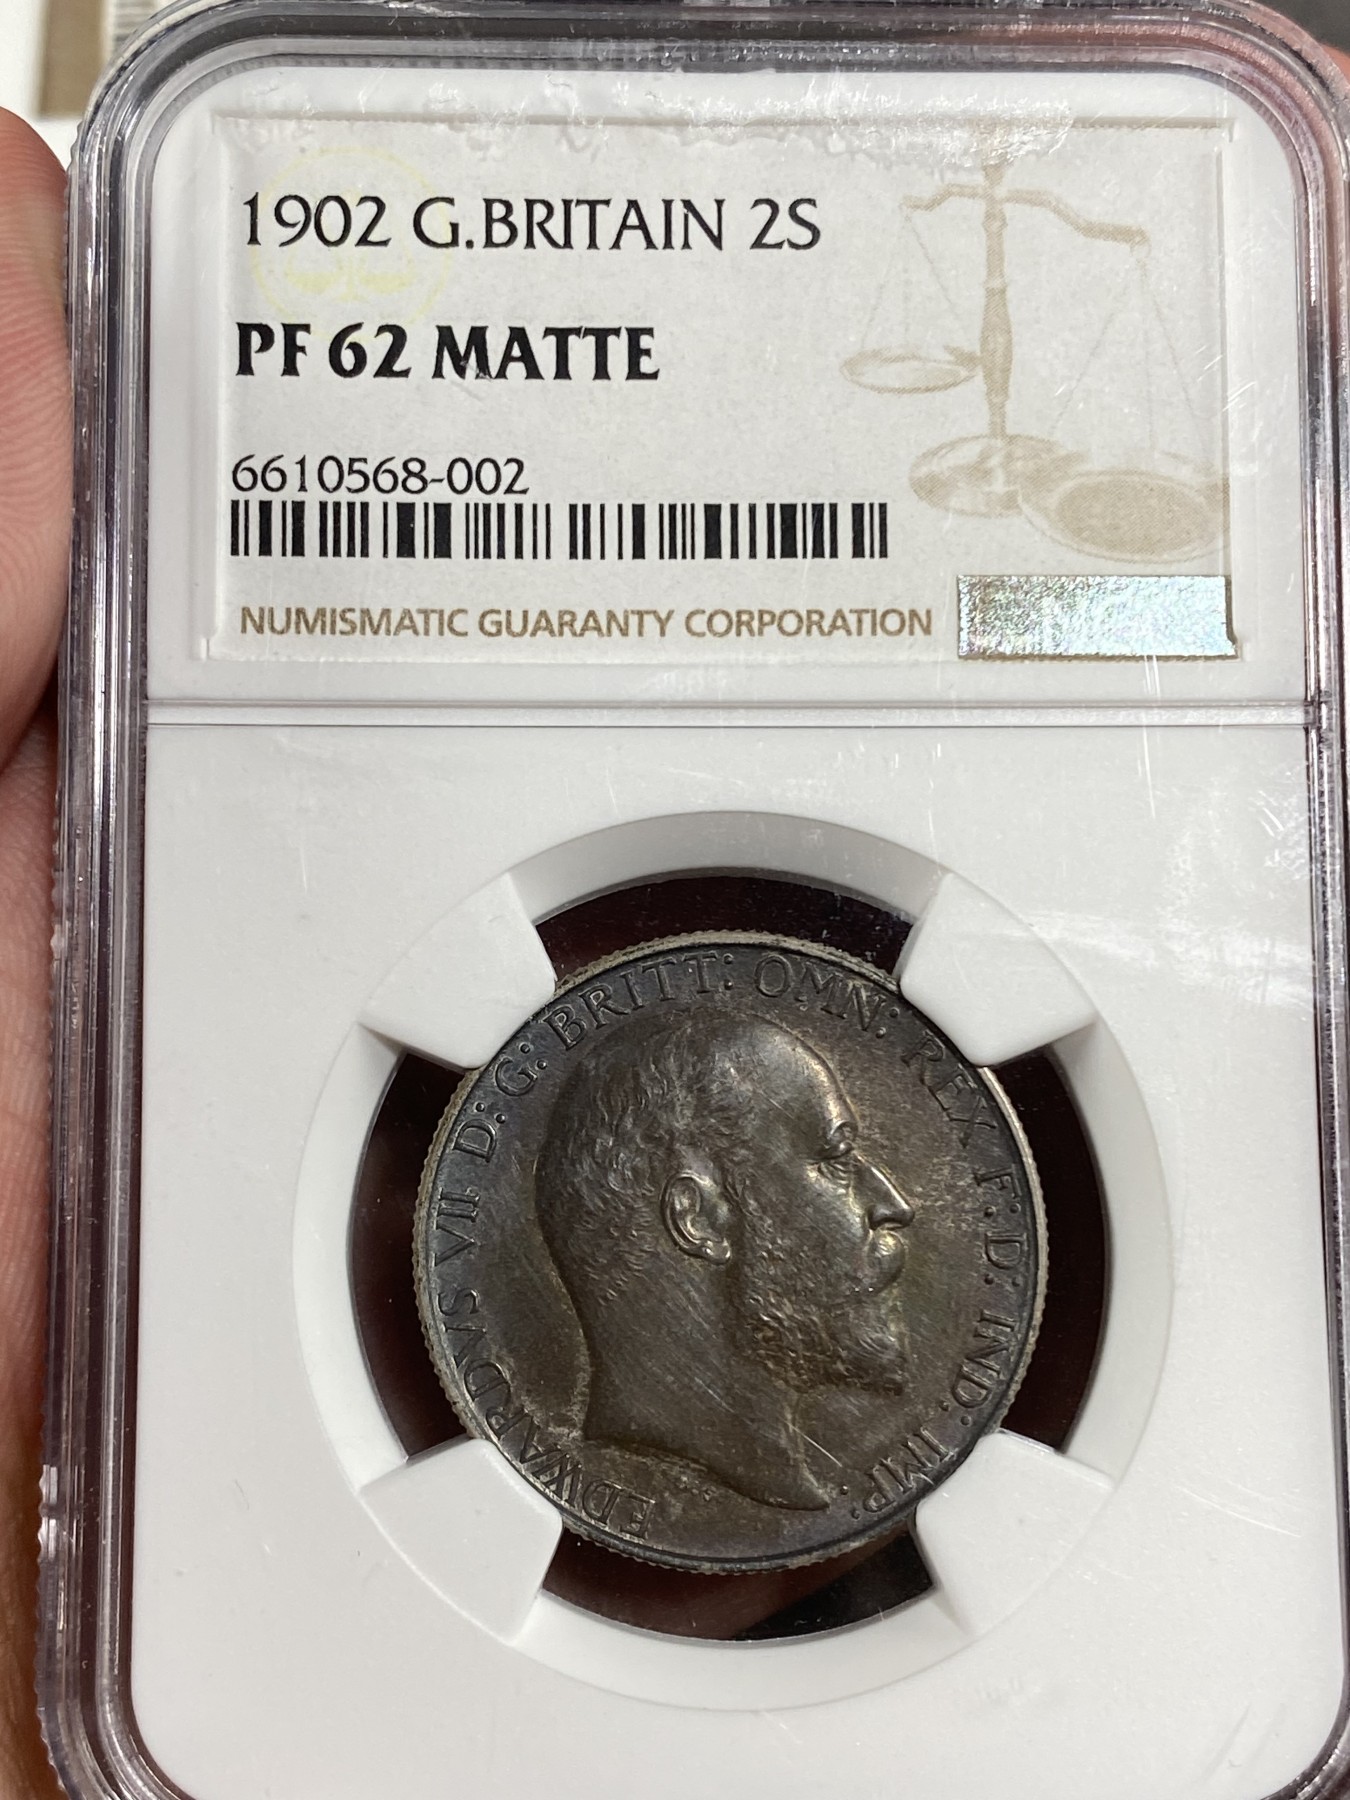 1902 G.BRITAIN 2S
PF 62 MATTE
6610568-002
NUMISMATIC GUARANTY CORPORATION
EDWARDVS VII D: G: BRITT: OMN: REX F: D: IND: IMP: